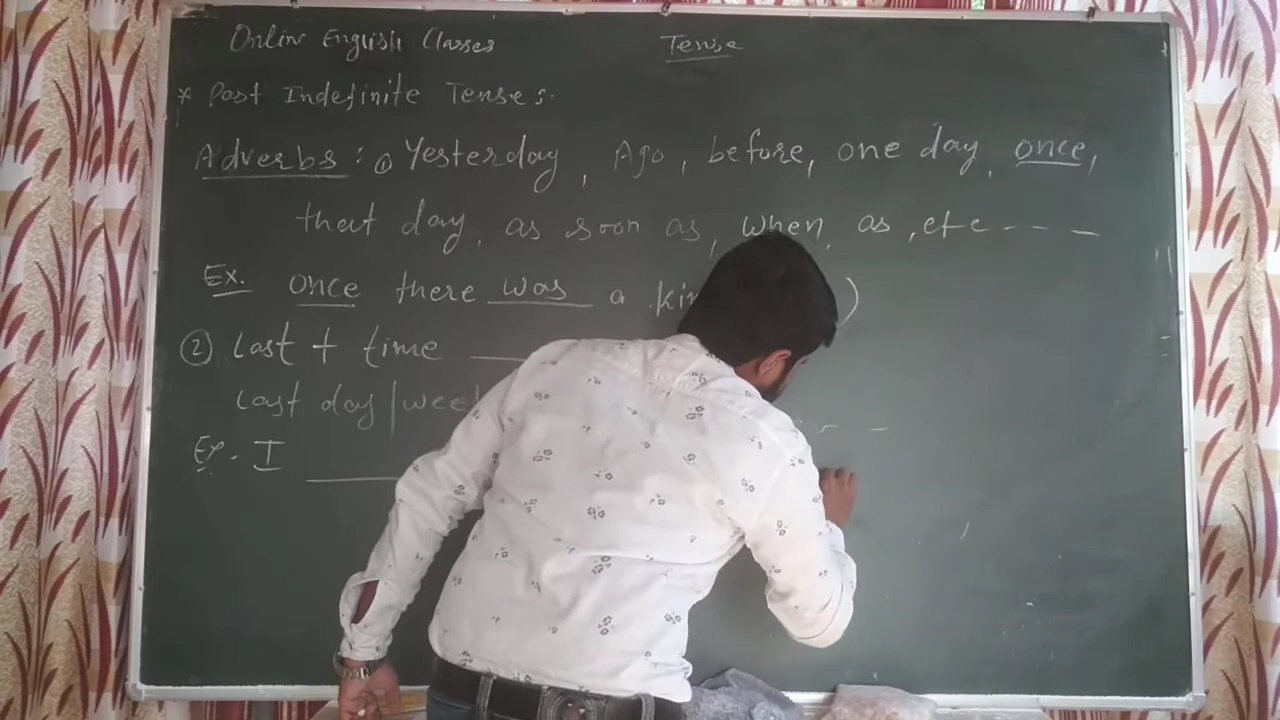 Online English Classes
Tense
* Past Indefinite Tense :-
Adverbs : ① Yesterday, Ago, before, one day, once,
that day, as soon as, when, as, etc - - -
Ex. once there was a )
② Last + time
Last day |
Ex. I